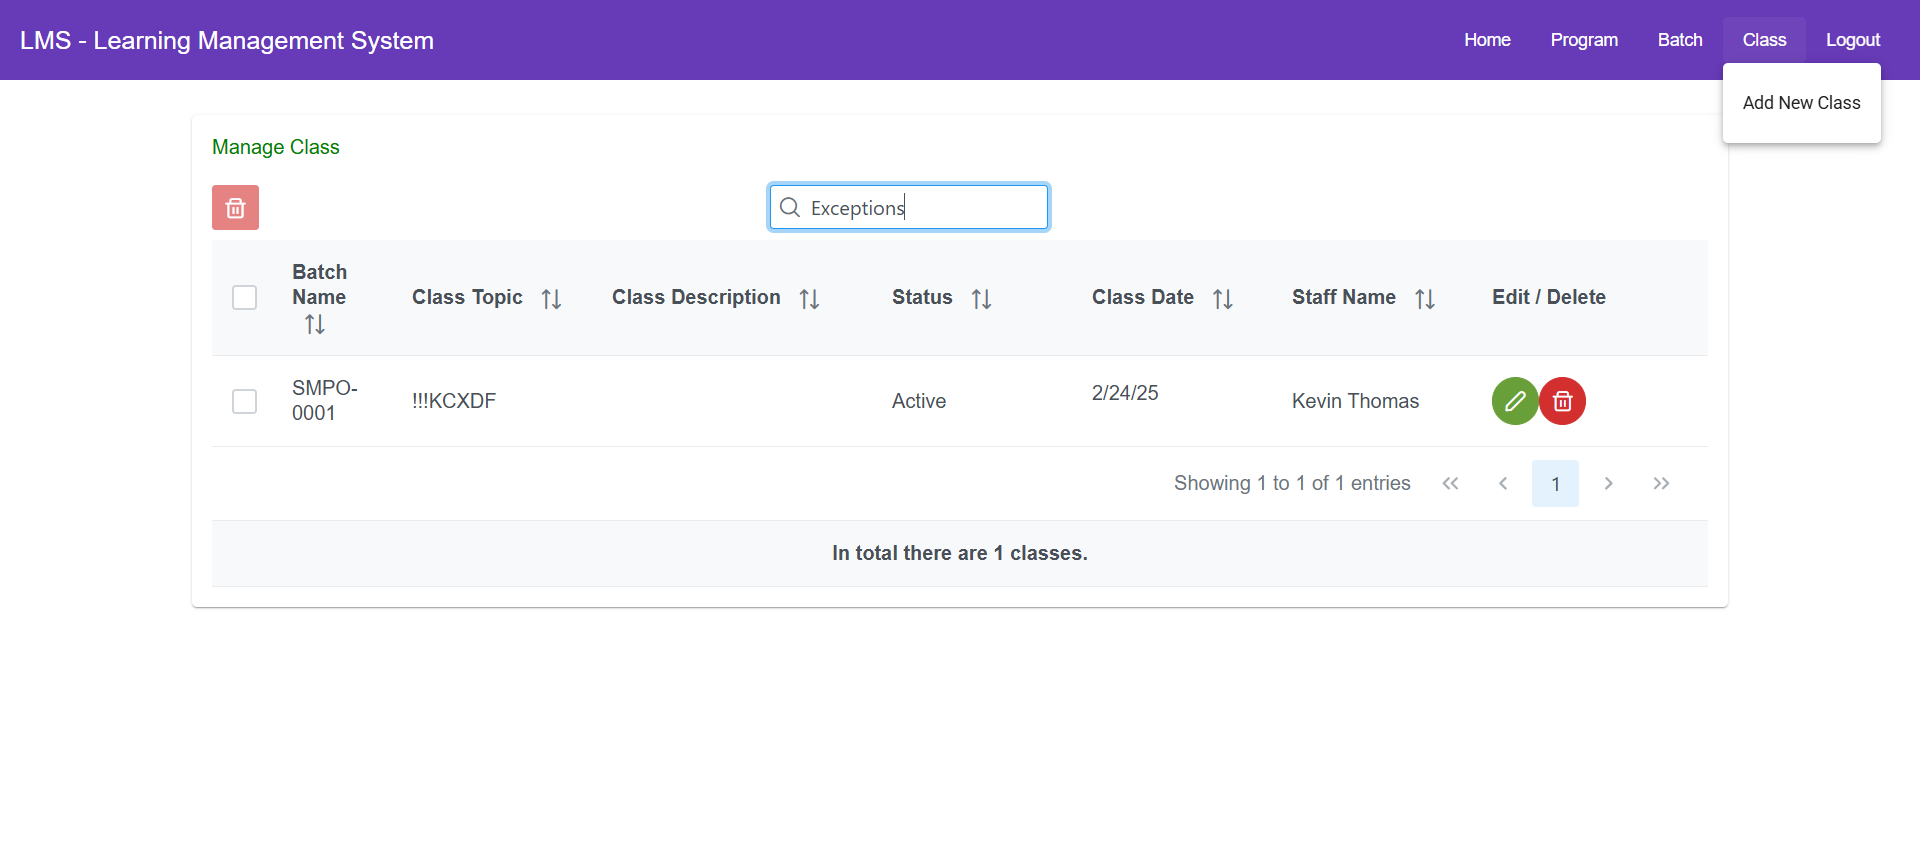 LMS - Learning Management System
Home Program Batch Class Logout
Add New Class
Manage Class
Exceptions
Batch Name
Class Topic
Class Description
Status
Class Date
Staff Name
Edit / Delete
SMPO-
0001
!!!KCXDF
Active
2/24/25
Kevin Thomas
Showing 1 to 1 of 1 entries
1
In total there are 1 classes.